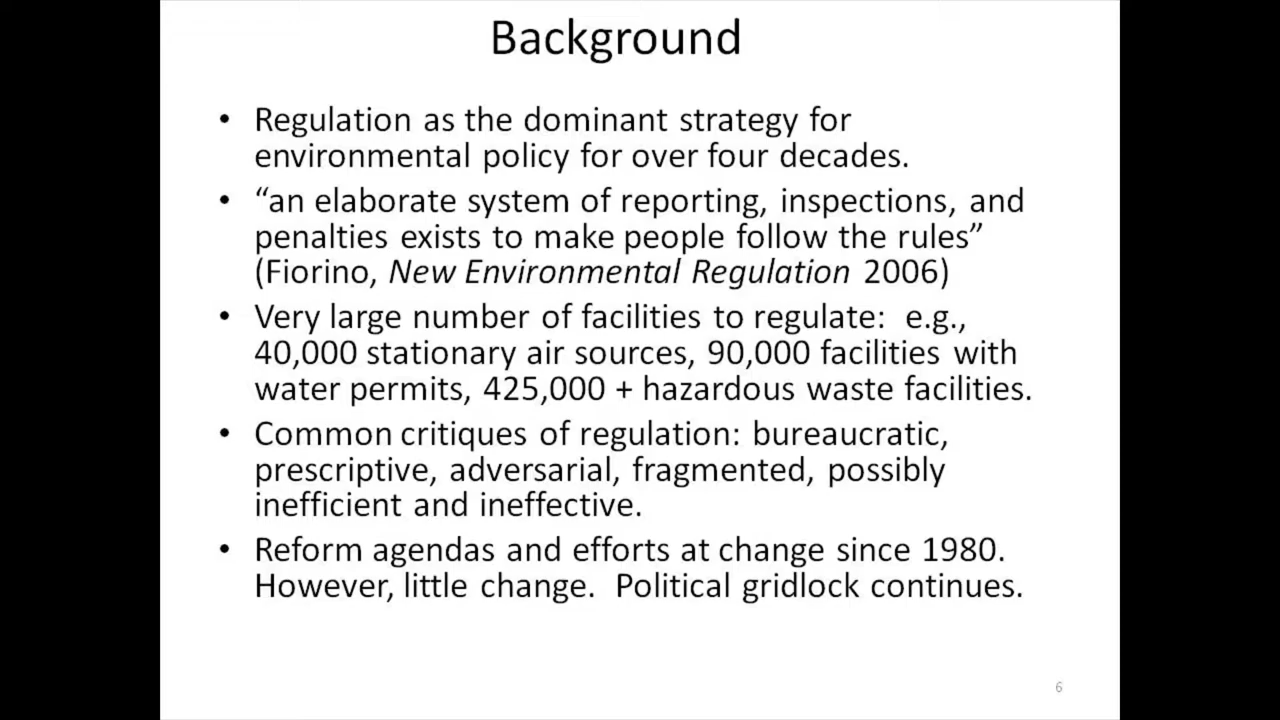 Background
• Regulation as the dominant strategy for
environmental policy for over four decades.
• “an elaborate system of reporting, inspections, and
penalties exists to make people follow the rules”
(Fiorino, New Environmental Regulation 2006)
• Very large number of facilities to regulate:  e.g.,
40,000 stationary air sources, 90,000 facilities with
water permits, 425,000 + hazardous waste facilities.
• Common critiques of regulation: bureaucratic,
prescriptive, adversarial, fragmented, possibly
inefficient and ineffective.
• Reform agendas and efforts at change since 1980.
However, little change.  Political gridlock continues.
6